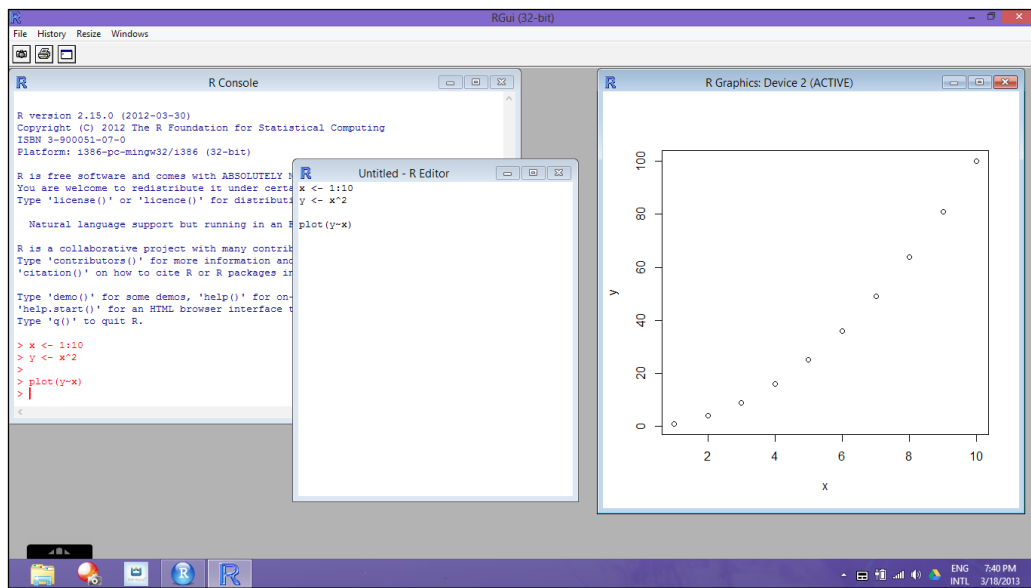 RGui (32-bit)
File History Resize Windows
R Console
R version 2.15.0 (2012-03-30)
Copyright (C) 2012 The R Foundation for Statistical Computing
ISBN 3-900051-07-0
Platform: i386-pc-mingw32/i386 (32-bit)
R is free software and comes with ABSOLUTELY
You are welcome to redistribute it under
Type 'license()' or 'licence()' for
Natural language support but running in an
R is a collaborative project with many
Type 'contributors()' for more information and
'citation()' on how to cite R or R packages
Type 'demo()' for some demos, 'help()' for
'help.start()' for an HTML browser interface
Type 'q()' to quit R.
> x <- 1:10
> y <- x^2
>
> plot(y~x)
>
Untitled - R Editor
x <- 1:10
y <- x^2
plot(y~x)
R Graphics: Device 2 (ACTIVE)
100
80
60
40
20
0
y
2 4 6 8 10
x
ENG 7:40 PM
INTL 3/18/2013